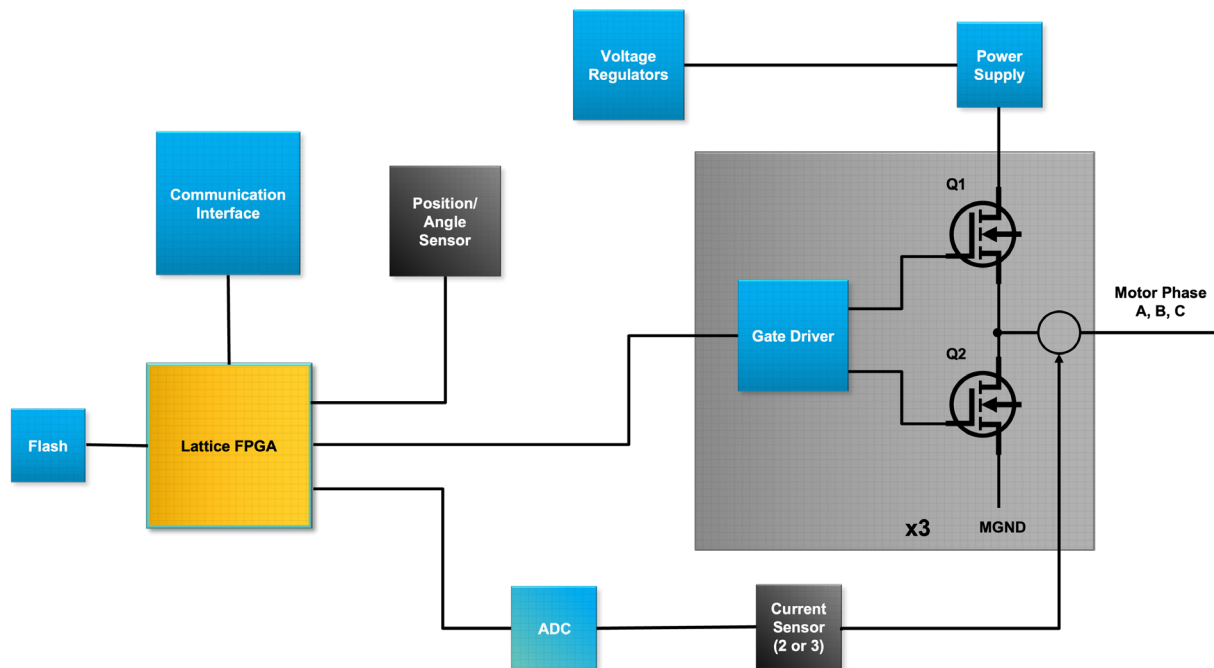 Voltage
Regulators
Power
Supply
Communication
Interface
Position/
Angle
Sensor
Q1
Motor Phase
A, B, C
Gate Driver
Q2
Flash
Lattice FPGA
x3
MGND
ADC
Current
Sensor
(2 or 3)